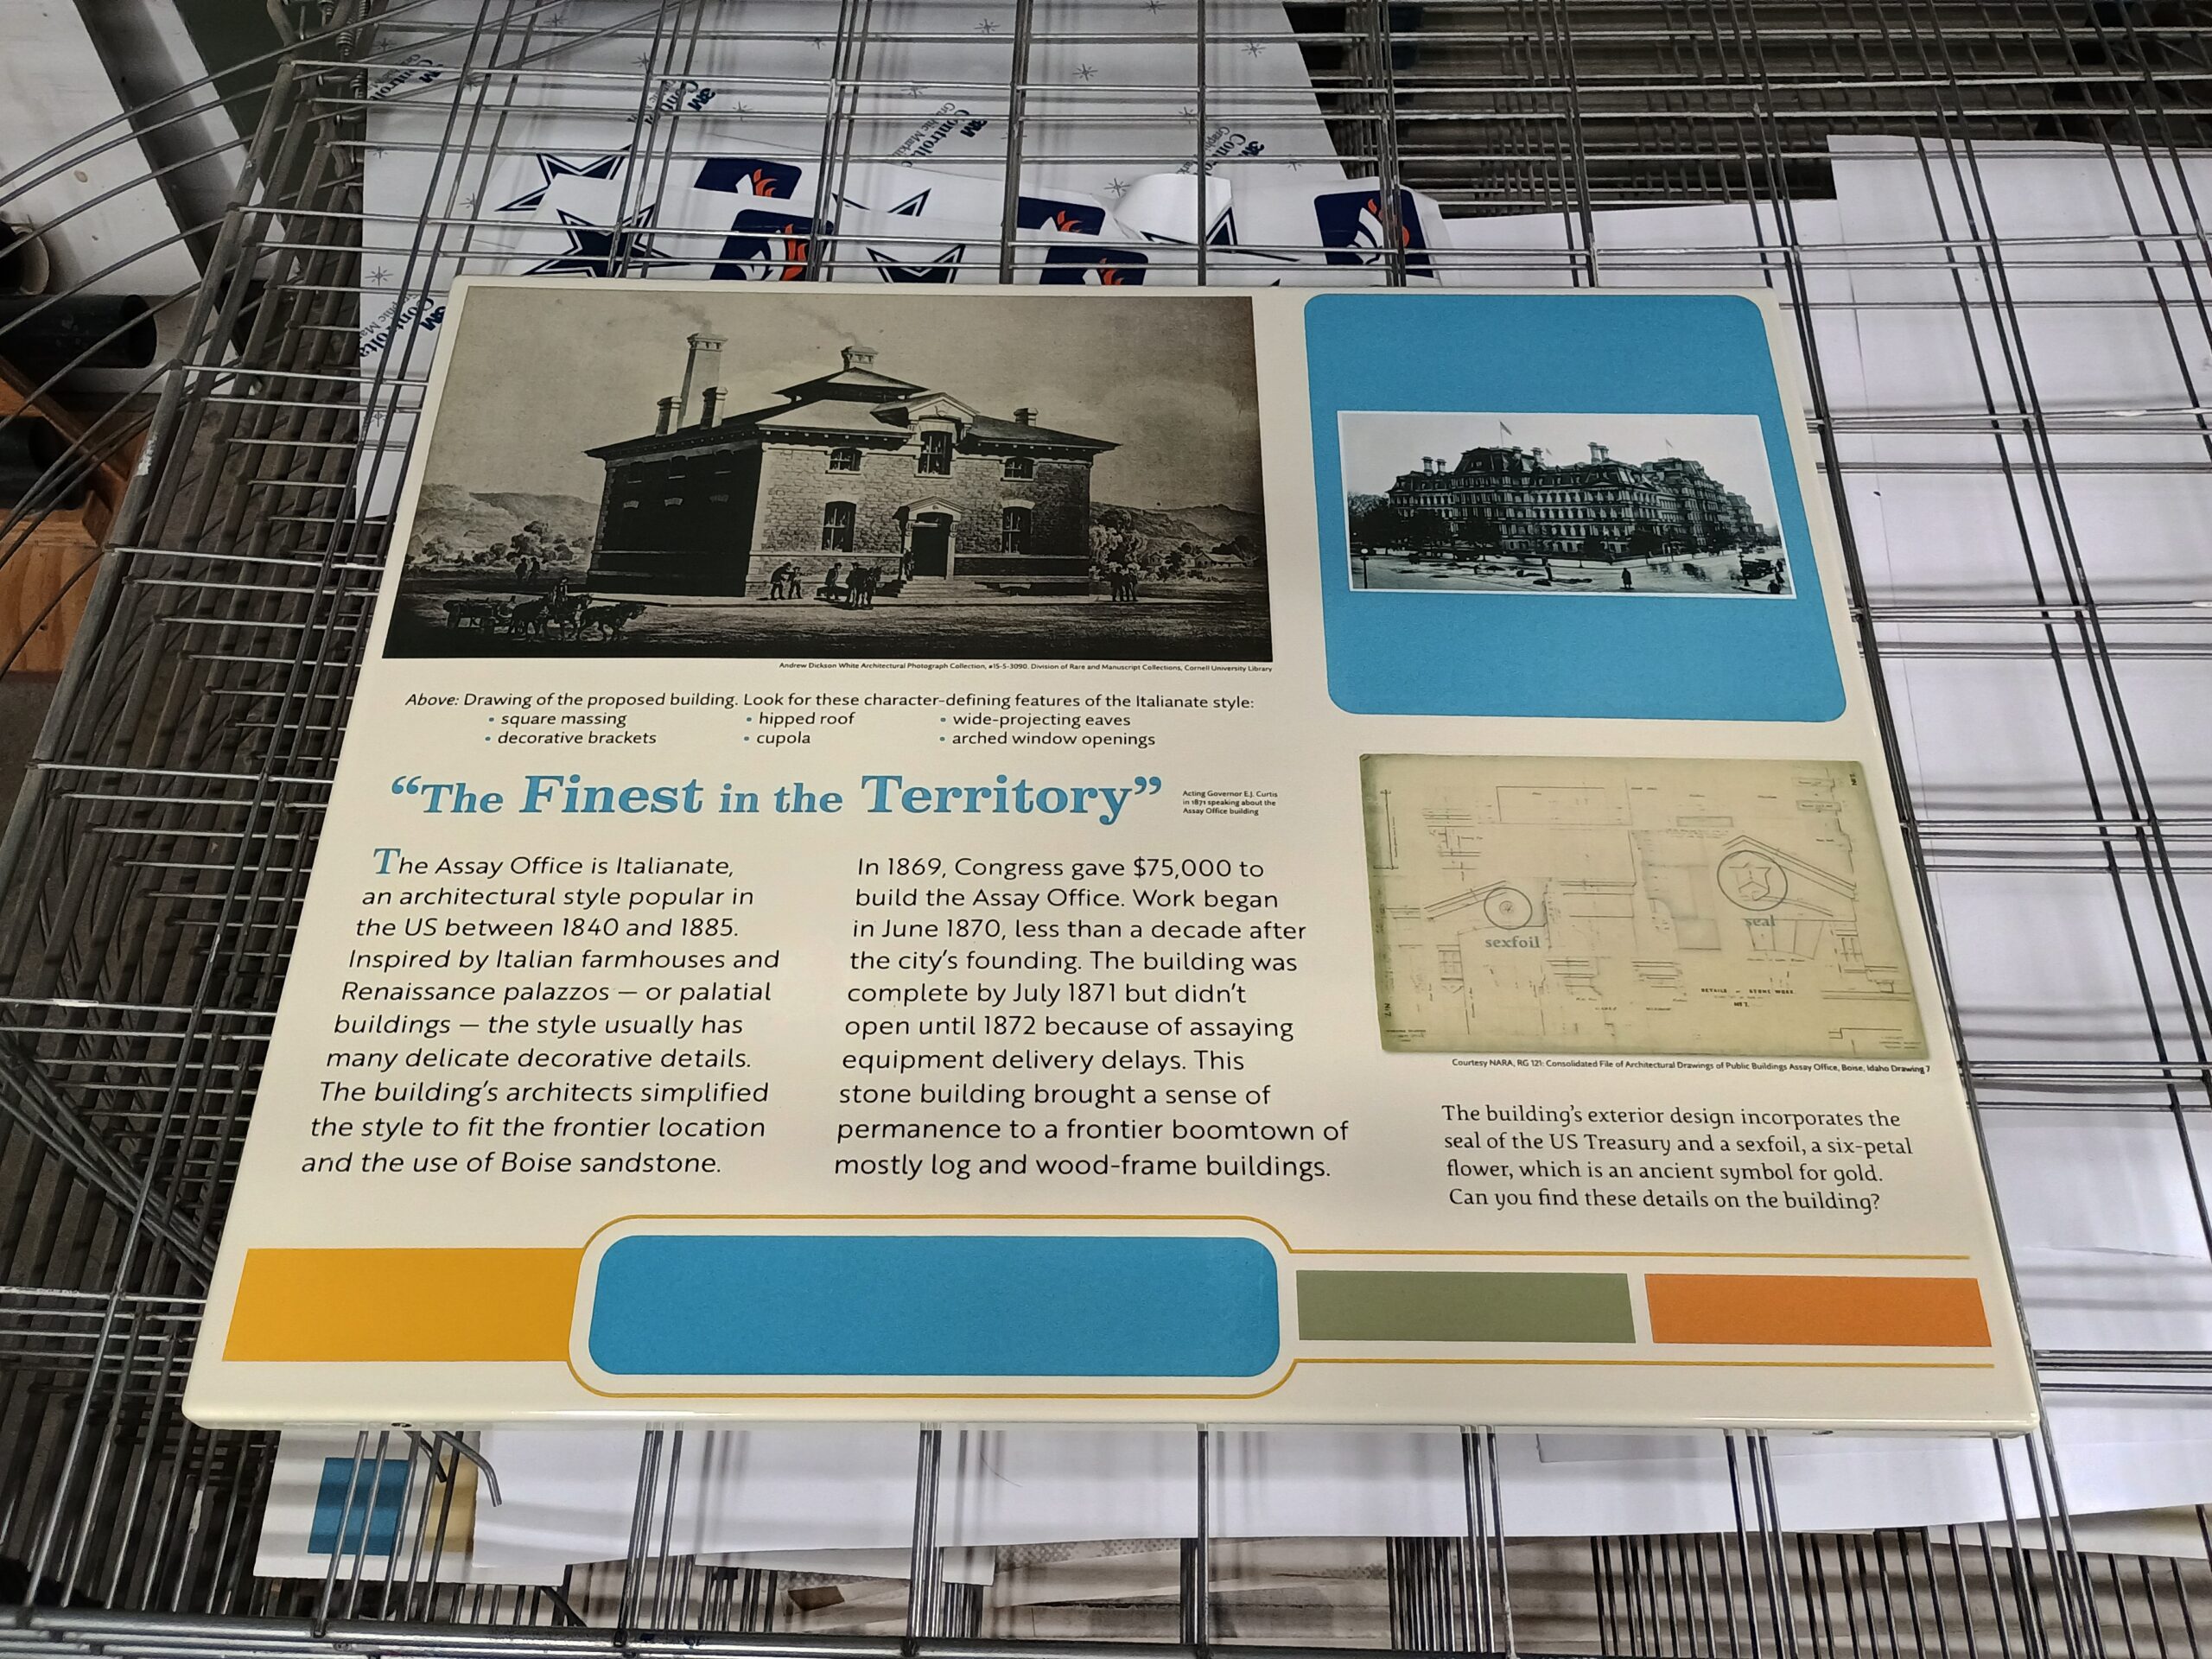 3M
Controltac
Graphic Mark
Andrew Dickson White Architectural Photograph Collection, #15-5-3090. Division of Rare and Manuscript Collections, Cornell University Library
Above: Drawing of the proposed building. Look for these character-defining features of the Italianate style:
• square massing • hipped roof • wide-projecting eaves
• decorative brackets • cupola • arched window openings
“The Finest in the Territory”
Acting Governor E.J. Curtis
in 1871 speaking about the
Assay Office building
The Assay Office is Italianate,
an architectural style popular in
the US between 1840 and 1885.
Inspired by Italian farmhouses and
Renaissance palazzos — or palatial
buildings — the style usually has
many delicate decorative details.
The building’s architects simplified
the style to fit the frontier location
and the use of Boise sandstone.
In 1869, Congress gave $75,000 to
build the Assay Office. Work began
in June 1870, less than a decade after
the city’s founding. The building was
complete by July 1871 but didn’t
open until 1872 because of assaying
equipment delivery delays. This
stone building brought a sense of
permanence to a frontier boomtown of
mostly log and wood-frame buildings.
sexfoil
seal
DETAILS OF STONE WORK
Nº 7.
Courtesy NARA, RG 121: Consolidated File of Architectural Drawings of Public Buildings Assay Office, Boise, Idaho Drawing 7
The building’s exterior design incorporates the
seal of the US Treasury and a sexfoil, a six-petal
flower, which is an ancient symbol for gold.
Can you find these details on the building?